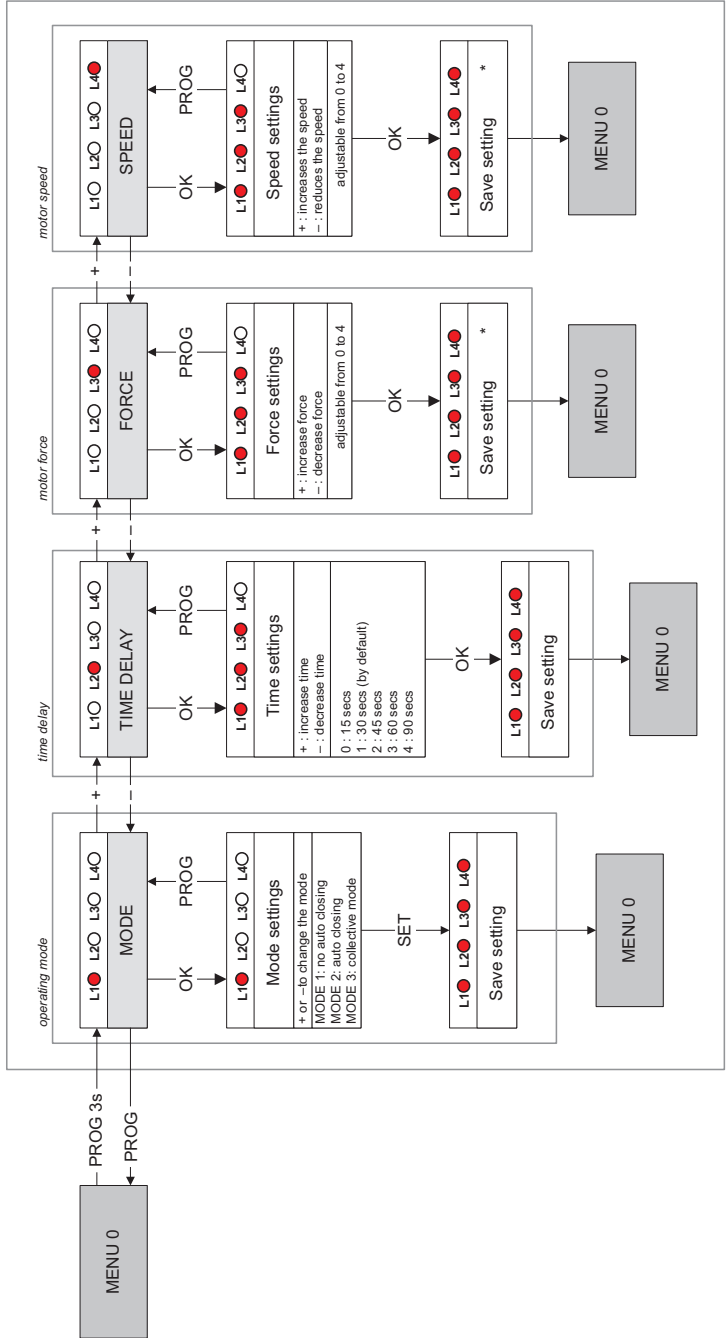 MENU 0
PROG 3s
PROG
operating mode
L1 L2 L3 L4
MODE
OK
PROG
L1 L2 L3 L4
Mode settings
+ or –to change the mode
MODE 1: no auto closing
MODE 2: auto closing
MODE 3: collective mode
SET
L1 L2 L3 L4
Save setting
MENU 0
+
–
time delay
L1 L2 L3 L4
TIME DELAY
OK
PROG
L1 L2 L3 L4
Time settings
+ : increase time
– : decrease time
0 : 15 secs
1 : 30 secs (by default)
2 : 45 secs
3 : 60 secs
4 : 90 secs
OK
L1 L2 L3 L4
Save setting
MENU 0
+
–
motor force
L1 L2 L3 L4
FORCE
OK
PROG
L1 L2 L3 L4
Force settings
+ : increase force
– : decrease force
adjustable from 0 to 4
OK
L1 L2 L3 L4
Save setting *
MENU 0
+
–
motor speed
L1 L2 L3 L4
SPEED
OK
PROG
L1 L2 L3 L4
Speed settings
+ : increases the speed
– : reduces the speed
adjustable from 0 to 4
OK
L1 L2 L3 L4
Save setting *
MENU 0